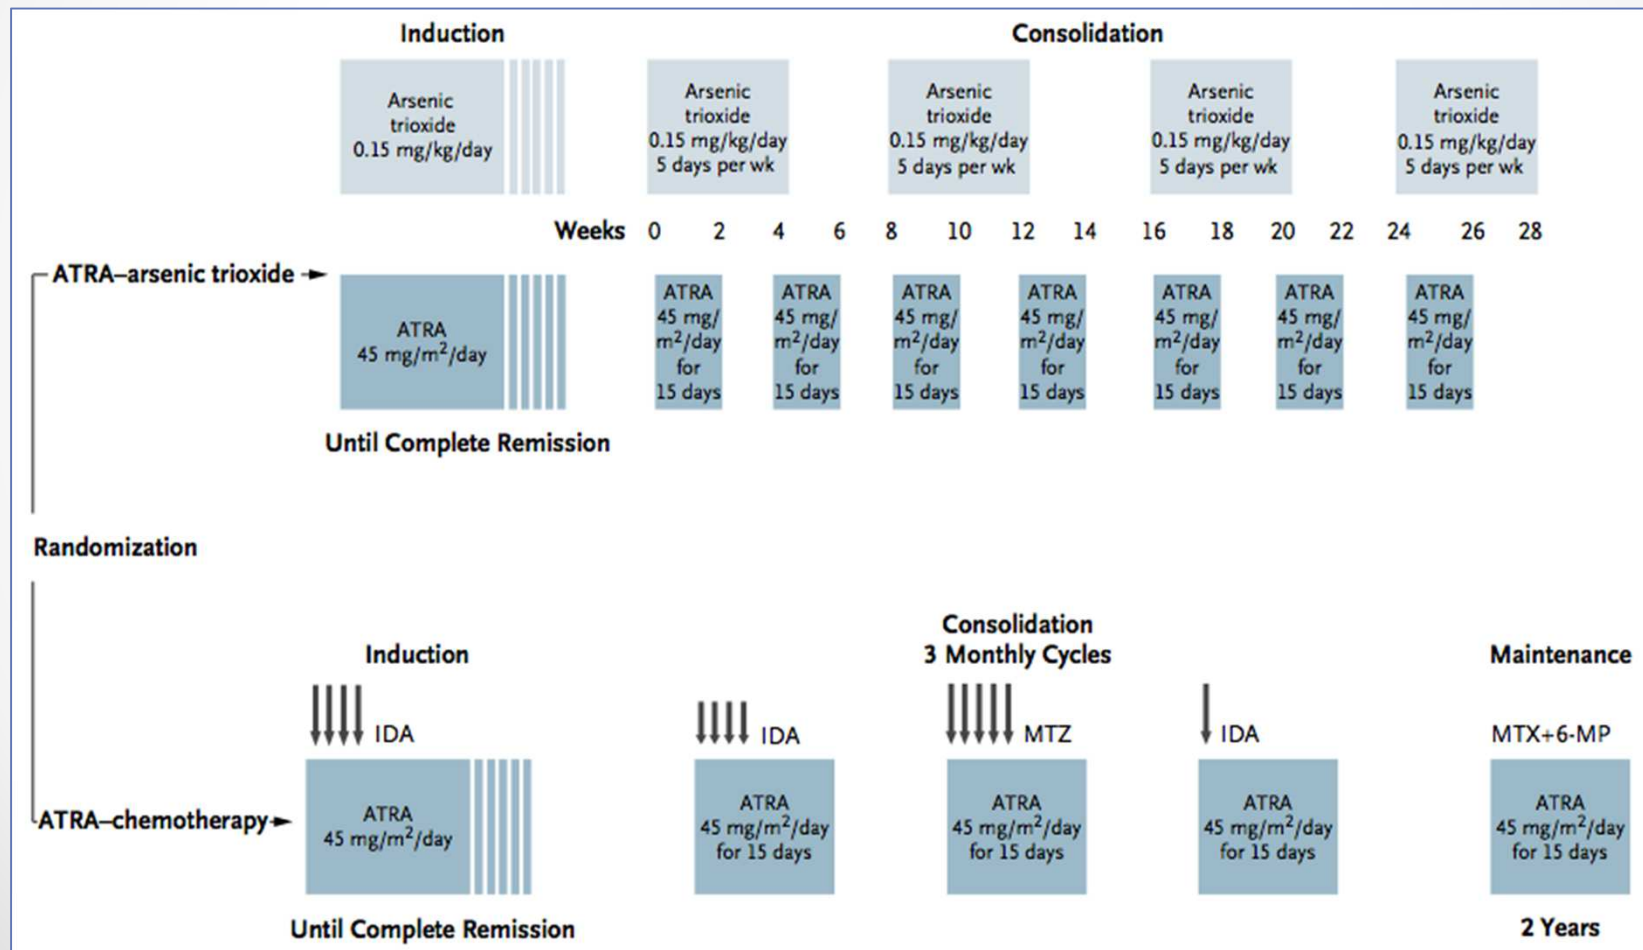 Induction
Consolidation
Arsenic
trioxide
0.15 mg/kg/day
Arsenic
trioxide
0.15 mg/kg/day
5 days per wk
Arsenic
trioxide
0.15 mg/kg/day
5 days per wk
Arsenic
trioxide
0.15 mg/kg/day
5 days per wk
Arsenic
trioxide
0.15 mg/kg/day
5 days per wk
Weeks 0 2 4 6 8 10 12 14 16 18 20 22 24 26 28
ATRA–arsenic trioxide
ATRA
45 mg/m²/day
ATRA
45 mg/
m²/day
for
15 days
ATRA
45 mg/
m²/day
for
15 days
ATRA
45 mg/
m²/day
for
15 days
ATRA
45 mg/
m²/day
for
15 days
ATRA
45 mg/
m²/day
for
15 days
ATRA
45 mg/
m²/day
for
15 days
ATRA
45 mg/
m²/day
for
15 days
Until Complete Remission
Randomization
Induction
Consolidation
3 Monthly Cycles
Maintenance
IDA
IDA
MTZ
IDA
MTX+6-MP
ATRA–chemotherapy
ATRA
45 mg/m²/day
ATRA
45 mg/m²/day
for 15 days
ATRA
45 mg/m²/day
for 15 days
ATRA
45 mg/m²/day
for 15 days
ATRA
45 mg/m²/day
for 15 days
Until Complete Remission
2 Years